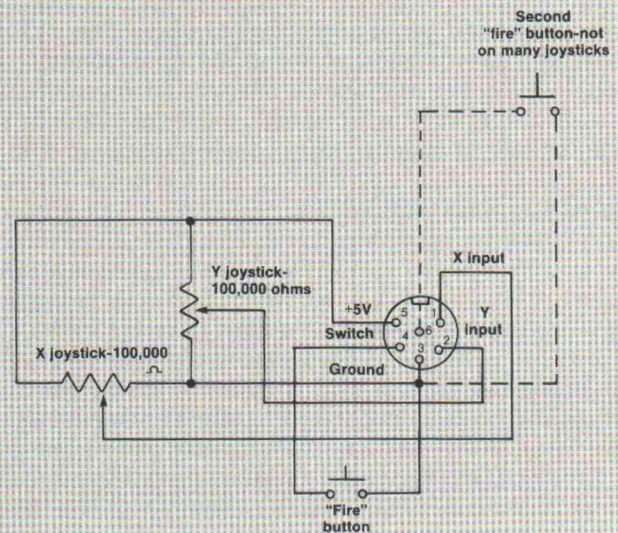 Second
"fire" button-not
on many joysticks
X input
Y joystick-
100,000 ohms
+5V
5
1
Y
input
Switch
6
4
3
2
X joystick-100,000
Ground
"Fire"
button